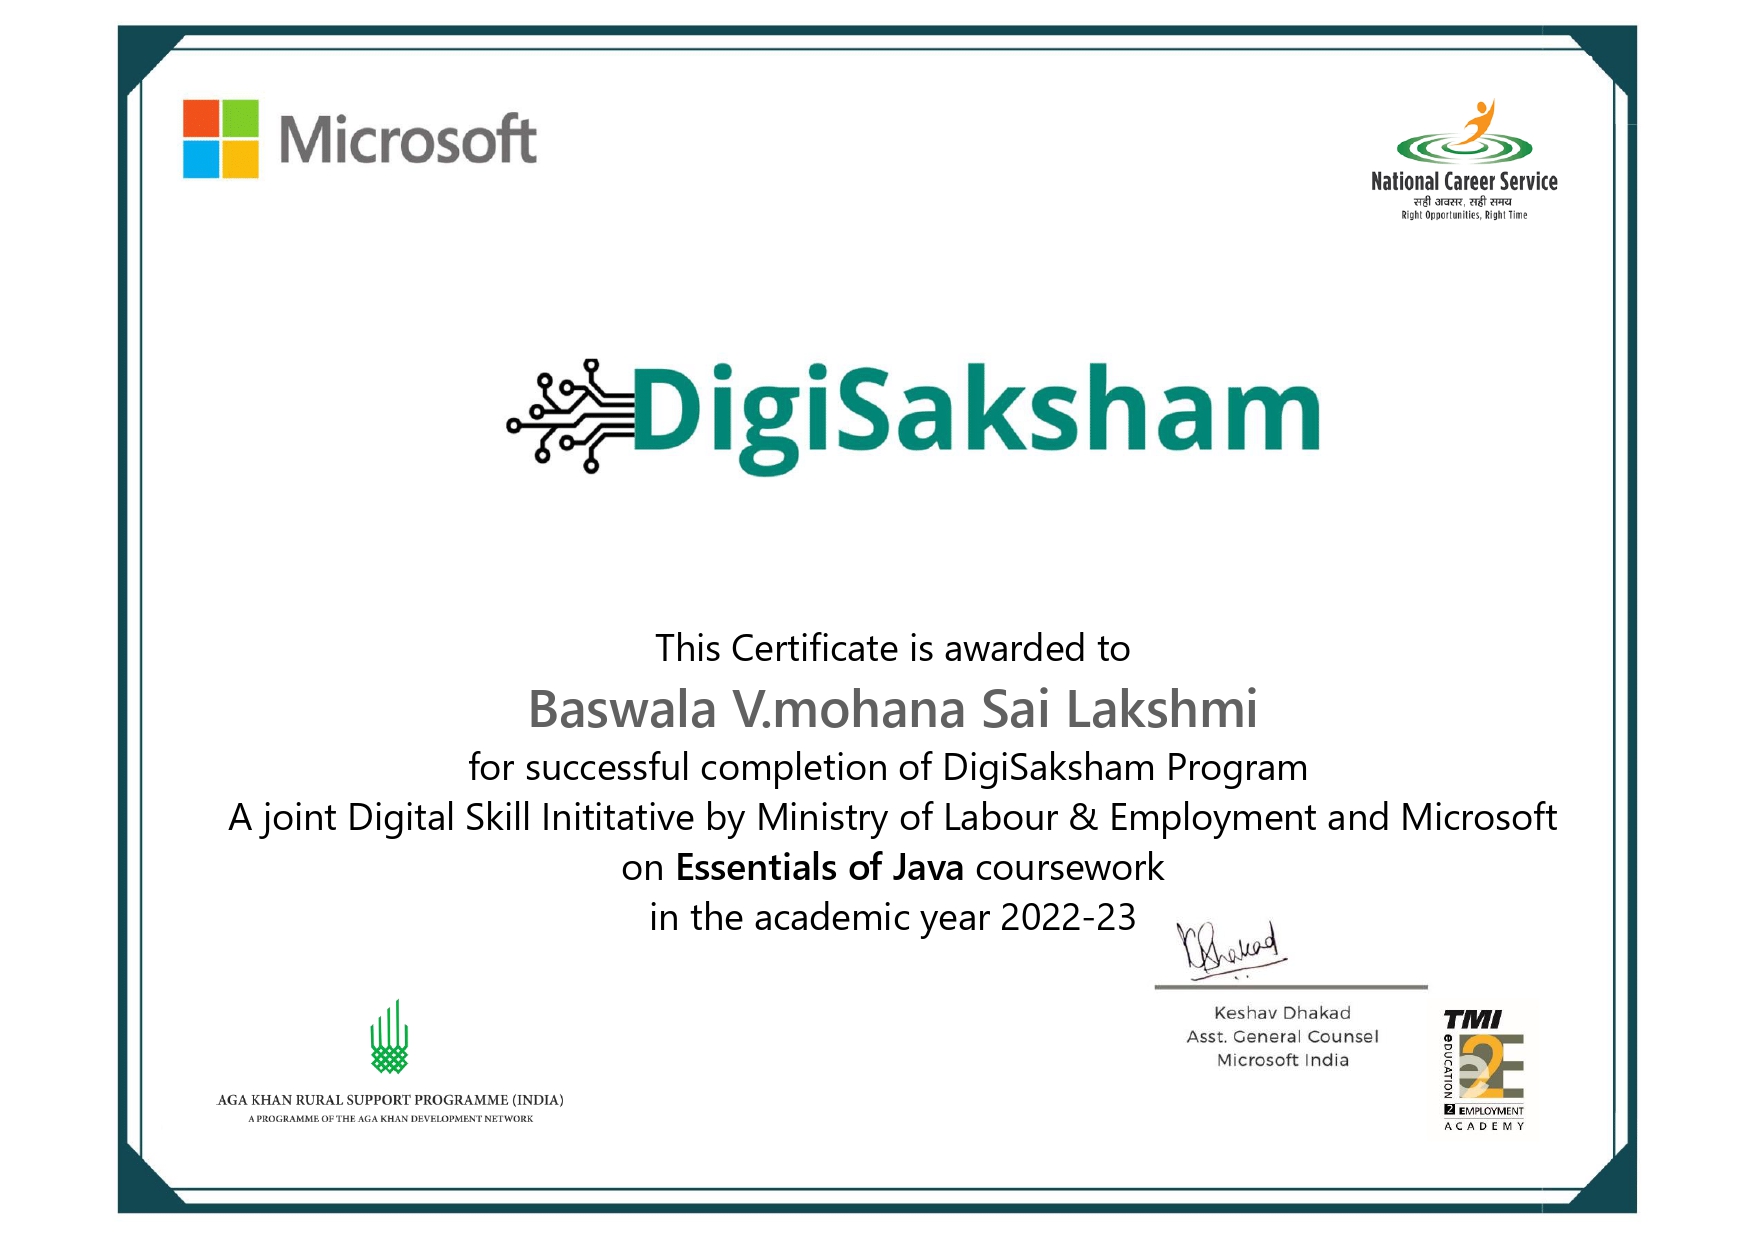 Microsoft
National Career Service
सही अवसर, सही समय
Right Opportunities, Right Time
DigiSaksham
This Certificate is awarded to
Baswala V.mohana Sai Lakshmi
for successful completion of DigiSaksham Program
A joint Digital Skill Inititative by Ministry of Labour & Employment and Microsoft
on Essentials of Java coursework
in the academic year 2022-23
KDhakad
Keshav Dhakad
Asst. General Counsel
Microsoft India
AGA KHAN RURAL SUPPORT PROGRAMME (INDIA)
A PROGRAMME OF THE AGA KHAN DEVELOPMENT NETWORK
TMI
e2E
eDUCATION
2 EMPLOYMENT
ACADEMY